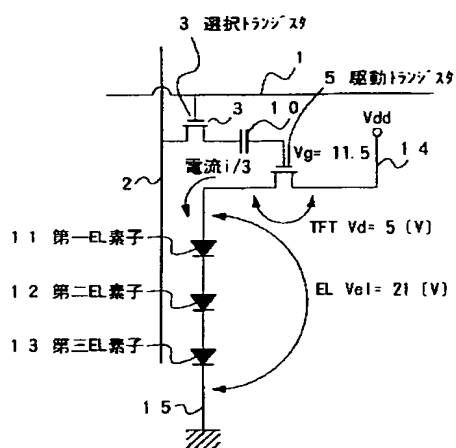 3 選択トランジスタ
1
5 駆動トランジスタ
3
10
Vdd
Vg= 11.5
14
2
電流i/3
TFT Vd= 5 (V)
11 第一EL素子
EL Vel= 21 (V)
12 第二EL素子
13 第三EL素子
15